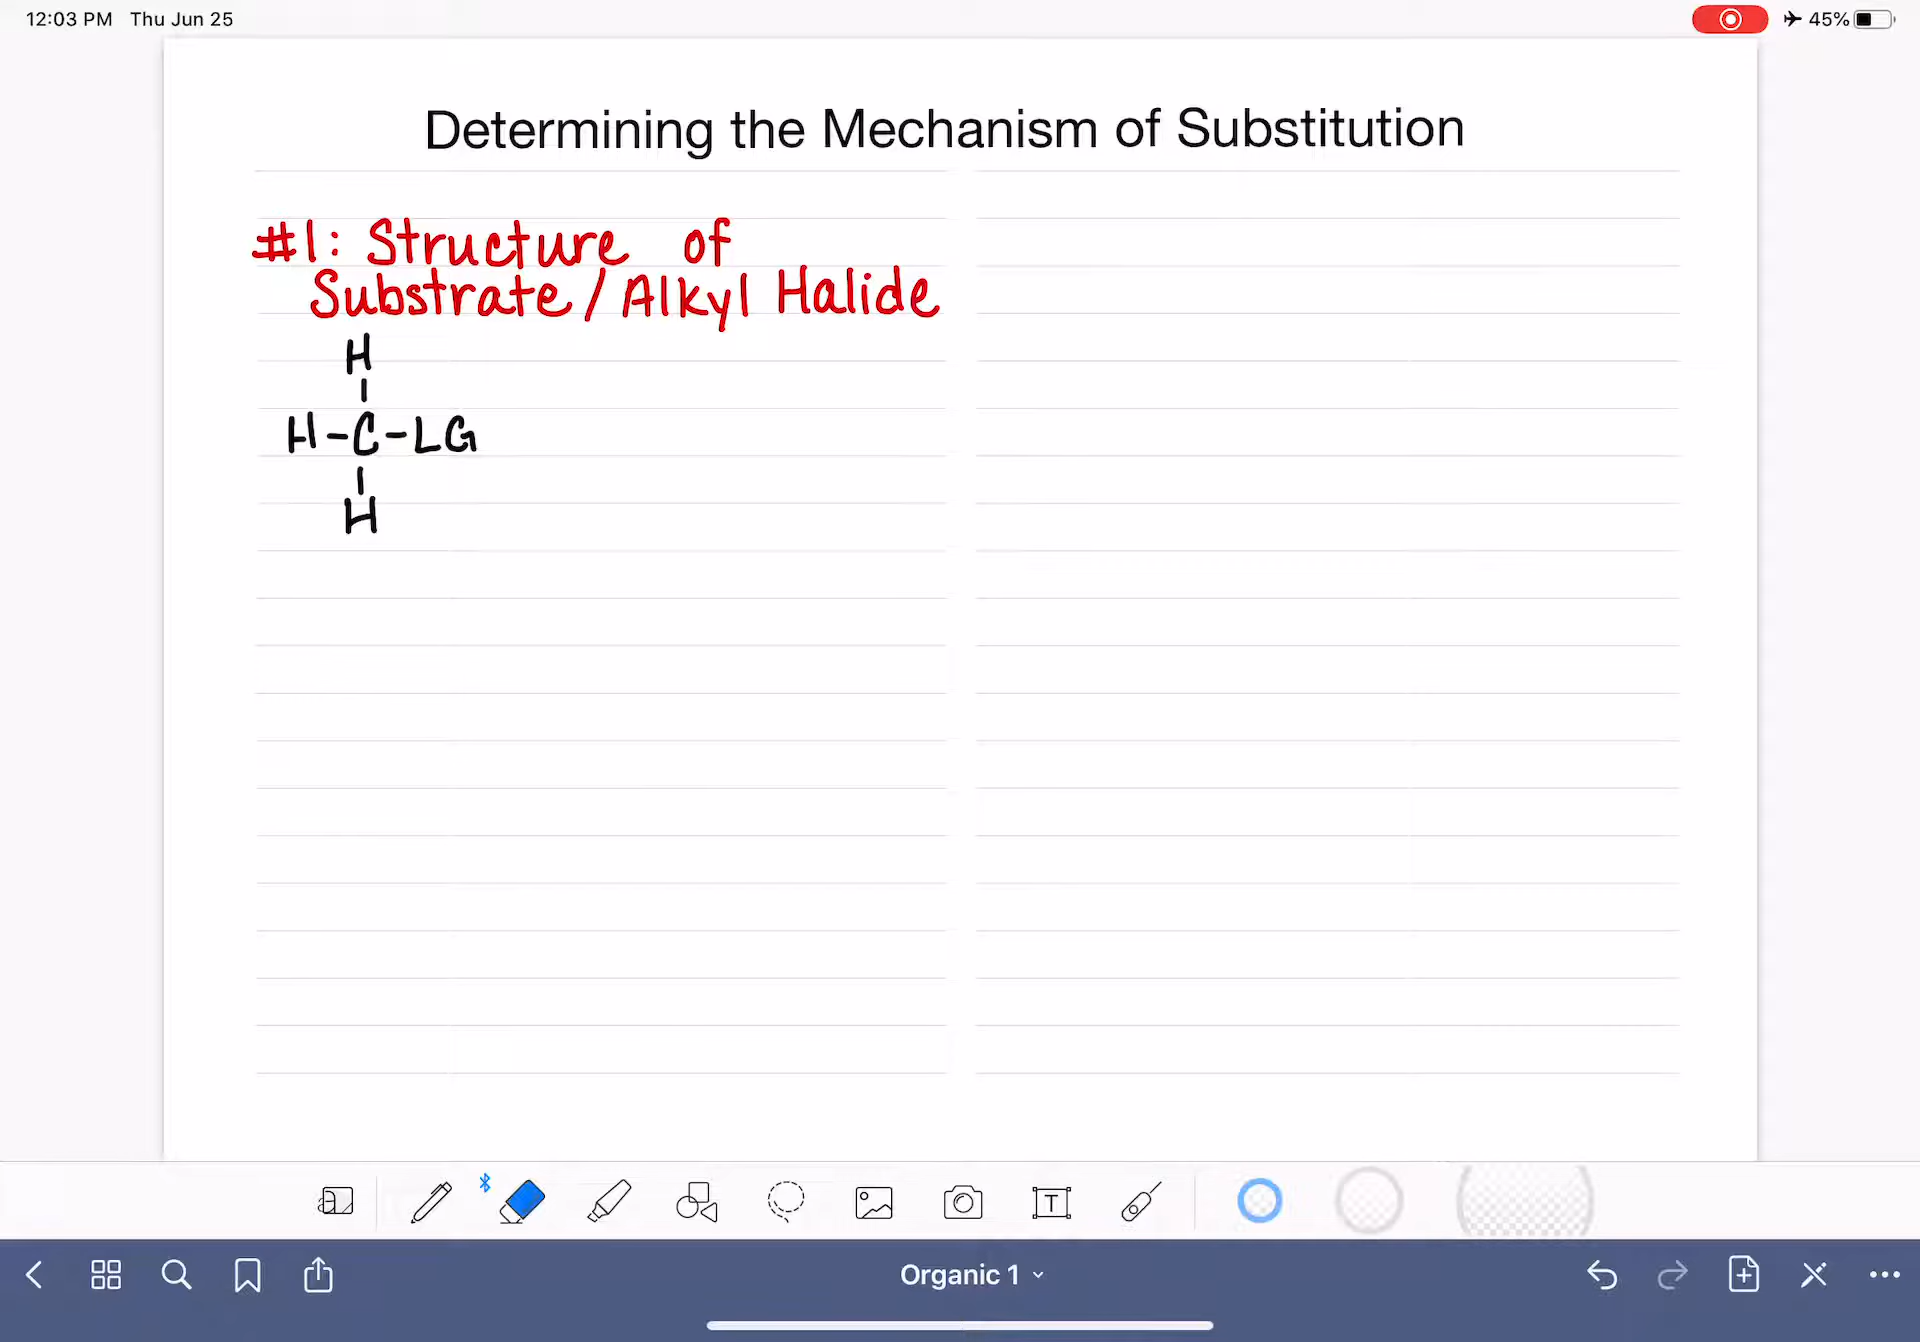 12:03 PM Thu Jun 25
45%
Determining the Mechanism of Substitution
#1: Structure of
Substrate/Alkyl Halide
H
H-C-LG
H
T
Organic 1